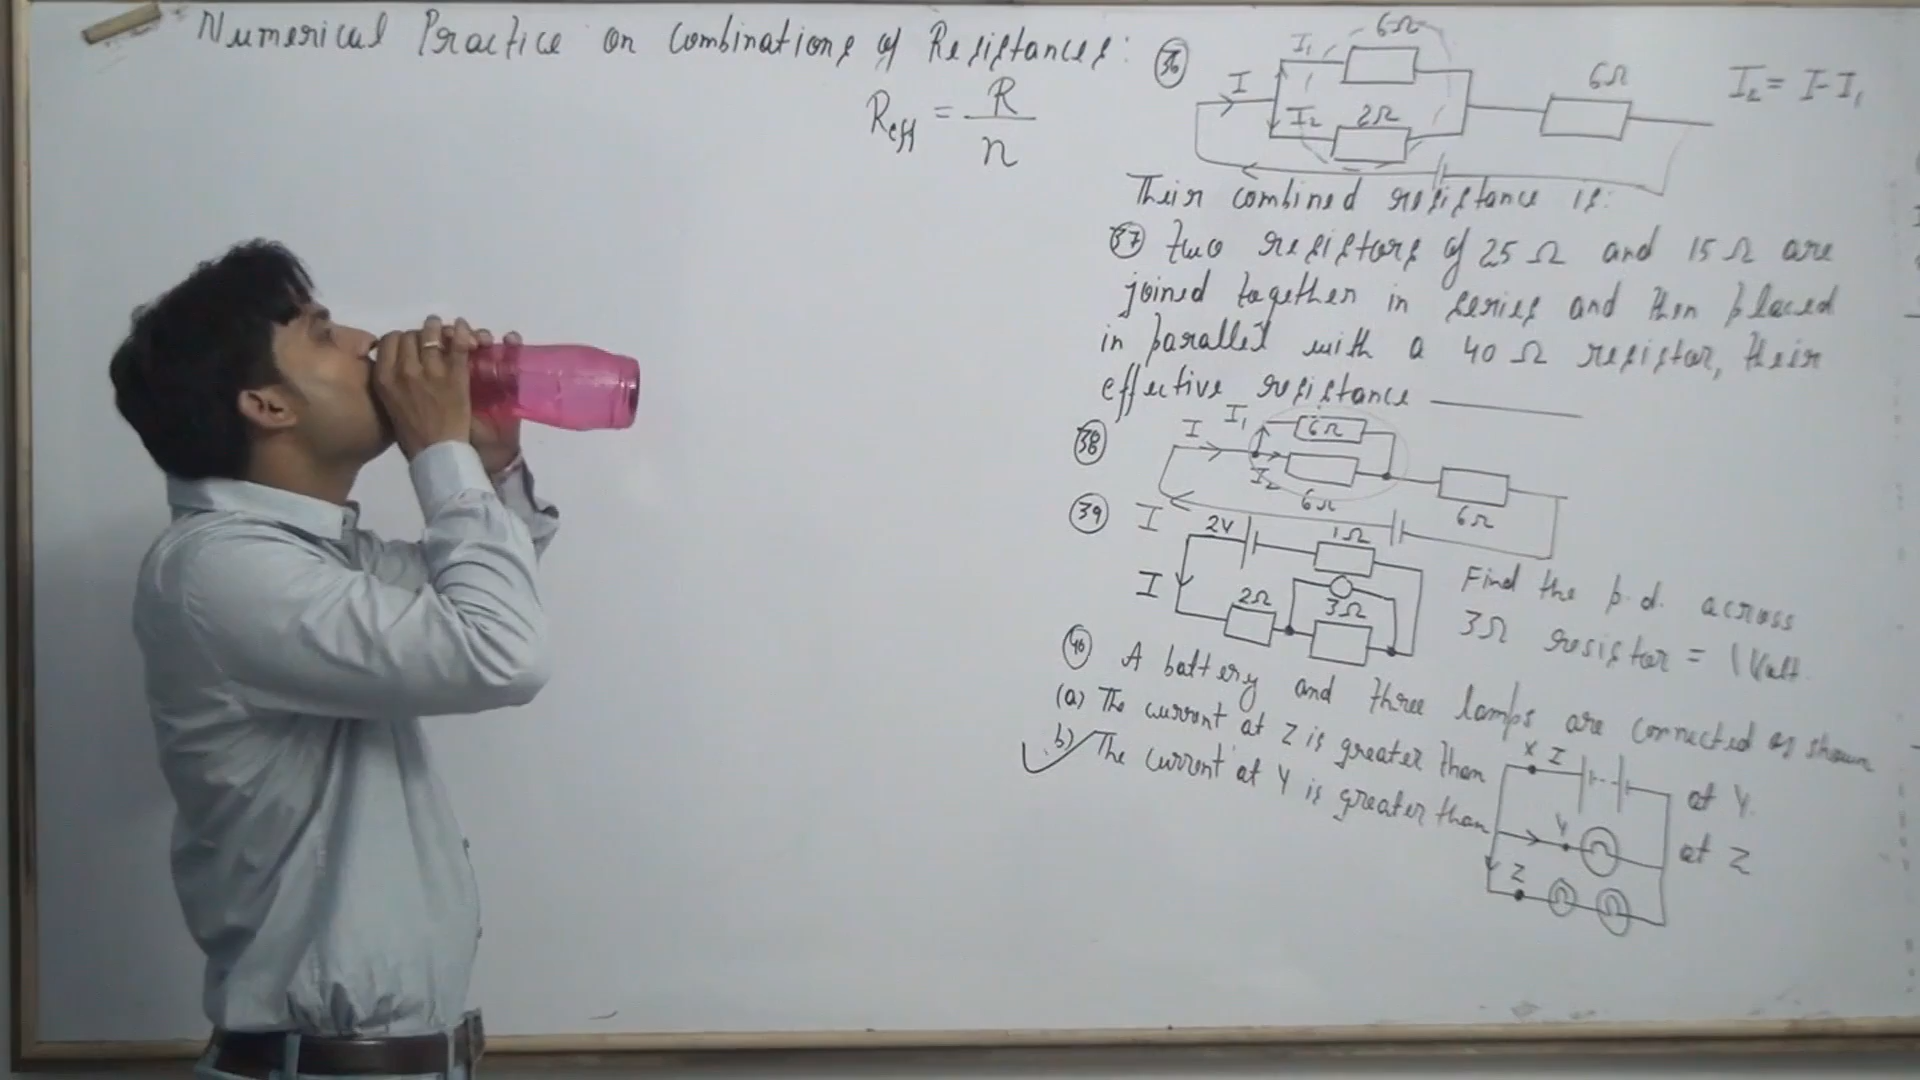 Numerical Practice on Combinations of Resistances:
Reff = R/n
36
I
I1
6Ω
I2
2Ω
6Ω
I2 = I-I1
Their combined resistance is:
37 Two resistors of 25 Ω and 15 Ω are
joined together in series and then placed
in parallel with a 40 Ω resistor, their
effective resistance
38
I
I1
6Ω
I2
6Ω
6Ω
39
I
2V
1Ω
I
2Ω
3Ω
Find the p.d. across
3Ω resistor = 1 Volt.
40 A battery and three lamps are connected as shown
(a) The current at Z is greater than at Y.
b) The current at Y is greater than at Z
X I
Y
Z